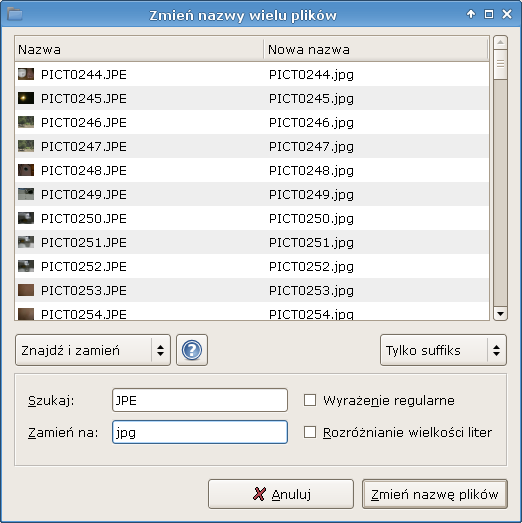 Zmień nazwy wielu plików
Nazwa Nowa nazwa
PICT0244.JPE PICT0244.jpg
PICT0245.JPE PICT0245.jpg
PICT0246.JPE PICT0246.jpg
PICT0247.JPE PICT0247.jpg
PICT0248.JPE PICT0248.jpg
PICT0249.JPE PICT0249.jpg
PICT0250.JPE PICT0250.jpg
PICT0251.JPE PICT0251.jpg
PICT0252.JPE PICT0252.jpg
PICT0253.JPE PICT0253.jpg
PICT0254.JPE PICT0254.jpg
Znajdź i zamień ? Tylko suffiks
Szukaj: JPE Wyrażenie regularne
Zamień na: jpg Rozróżnianie wielkości liter
Anuluj Zmień nazwę plików